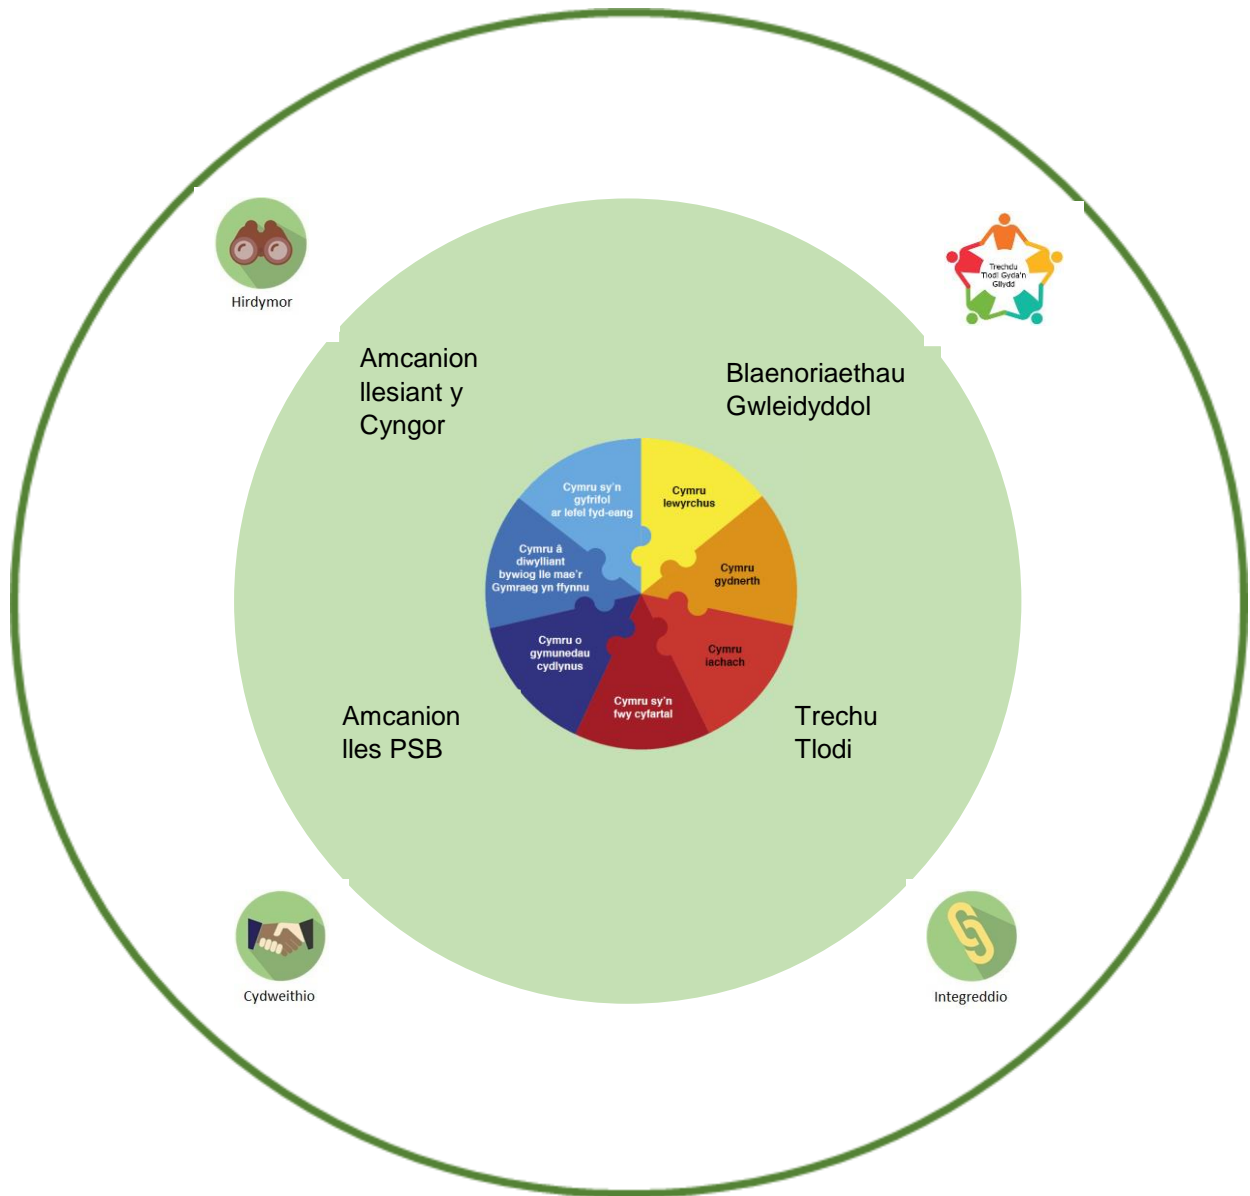 Hirdymor
Trechdu
Tlodi Gyda'n
Gilydd
Amcanion
llesiant y
Cyngor
Blaenoriaethau
Gwleidyddol
Cymru sy'n
gyfrifol
ar lefel fyd-eang
Cymru
lewyrchus
Cymru â
diwylliant
bywiog lle mae'r
Gymraeg yn ffynnu
Cymru
gydnerth
Cymru o
gymunedau
cydlynus
Cymru
iachach
Cymru sy'n
fwy cyfartal
Amcanion
lles PSB
Trechu
Tlodi
Cydweithio
Integreddio